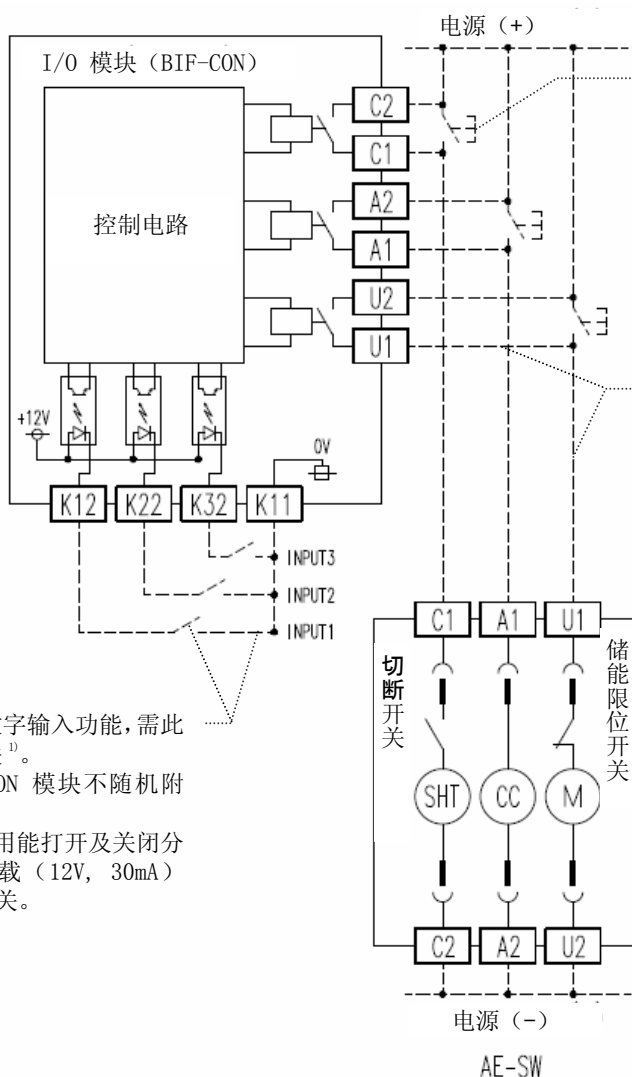 电源（+）
I/O 模块（BIF-CON）
控制电路
C2
C1
A2
A1
U2
U1
+12V
0V
K12
K22
K32
K11
INPUT3
INPUT2
INPUT1
C1
A1
U1
切断开关
储能限位开关
字输入功能,需此
1)。
ON 模块不随机附
用能打开及关闭分
载（12V, 30mA）
关。
SHT
CC
M
C2
A2
U2
电源（-）
AE-SW